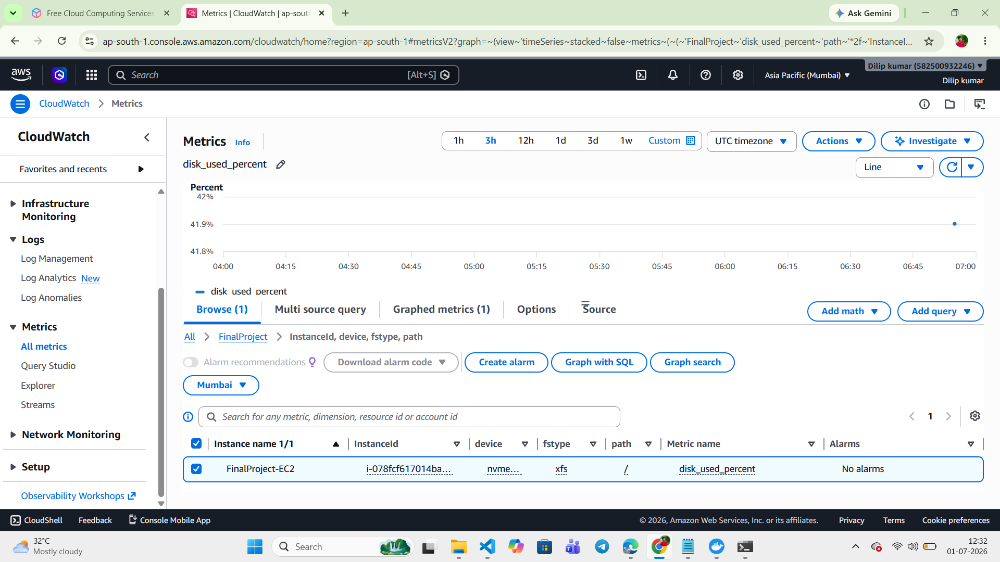 Free Cloud Computing Services
Metrics | CloudWatch | ap-sout
Ask Gemini
ap-south-1.console.aws.amazon.com/cloudwatch/home?region=ap-south-1#metricsV2?graph=~(view~'timeSeries~stacked~false~metrics~(~(~'FinalProject~'disk_used_percent~'path~'*2f~'InstanceI...
aws
Search
[Alt+S]
Asia Pacific (Mumbai)
Dilip kumar (582500932246)
Dilip kumar
CloudWatch
Metrics
CloudWatch
Favorites and recents
Infrastructure
Monitoring
Logs
Log Management
Log Analytics New
Log Anomalies
Metrics
All metrics
Query Studio
Explorer
Streams
Network Monitoring
Setup
Observability Workshops
Metrics Info
1h 3h 12h 1d 3d 1w Custom
UTC timezone
Actions
Investigate
disk_used_percent
Line
Percent
42%
41.9%
41.8%
04:00 04:15 04:30 04:45 05:00 05:15 05:30 05:45 06:00 06:15 06:30 06:45 07:00
disk_used_percent
Browse (1)
Multi source query
Graphed metrics (1)
Options
Source
Add math
Add query
All
FinalProject
InstanceId, device, fstype, path
Alarm recommendations
Download alarm code
Create alarm
Graph with SQL
Graph search
Mumbai
Search for any metric, dimension, resource id or account id
1
Instance name 1/1 InstanceId device fstype path Metric name Alarms
FinalProject-EC2 i-078fcf617014ba... nvme... xfs / disk_used_percent No alarms
CloudShell
Feedback
Console Mobile App
© 2026, Amazon Web Services, Inc. or its affiliates.
Privacy
Terms
Cookie preferences
32°C
Mostly cloudy
Search
12:32
01-07-2026